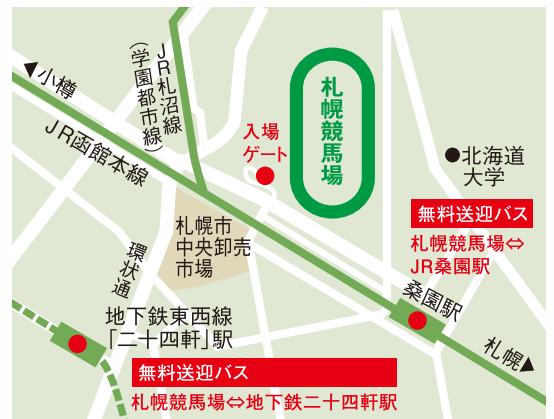 ◀小樽
JR函館本線
JR札沼線
(学園都市線)
入場
ゲート
札幌競馬場
●北海道
大学
無料送迎バス
札幌競馬場⇔
JR桑園駅
札幌市
中央卸売
市場
環状通
桑園駅
地下鉄東西線
「二十四軒」駅
札幌▶
無料送迎バス
札幌競馬場⇔地下鉄二十四軒駅